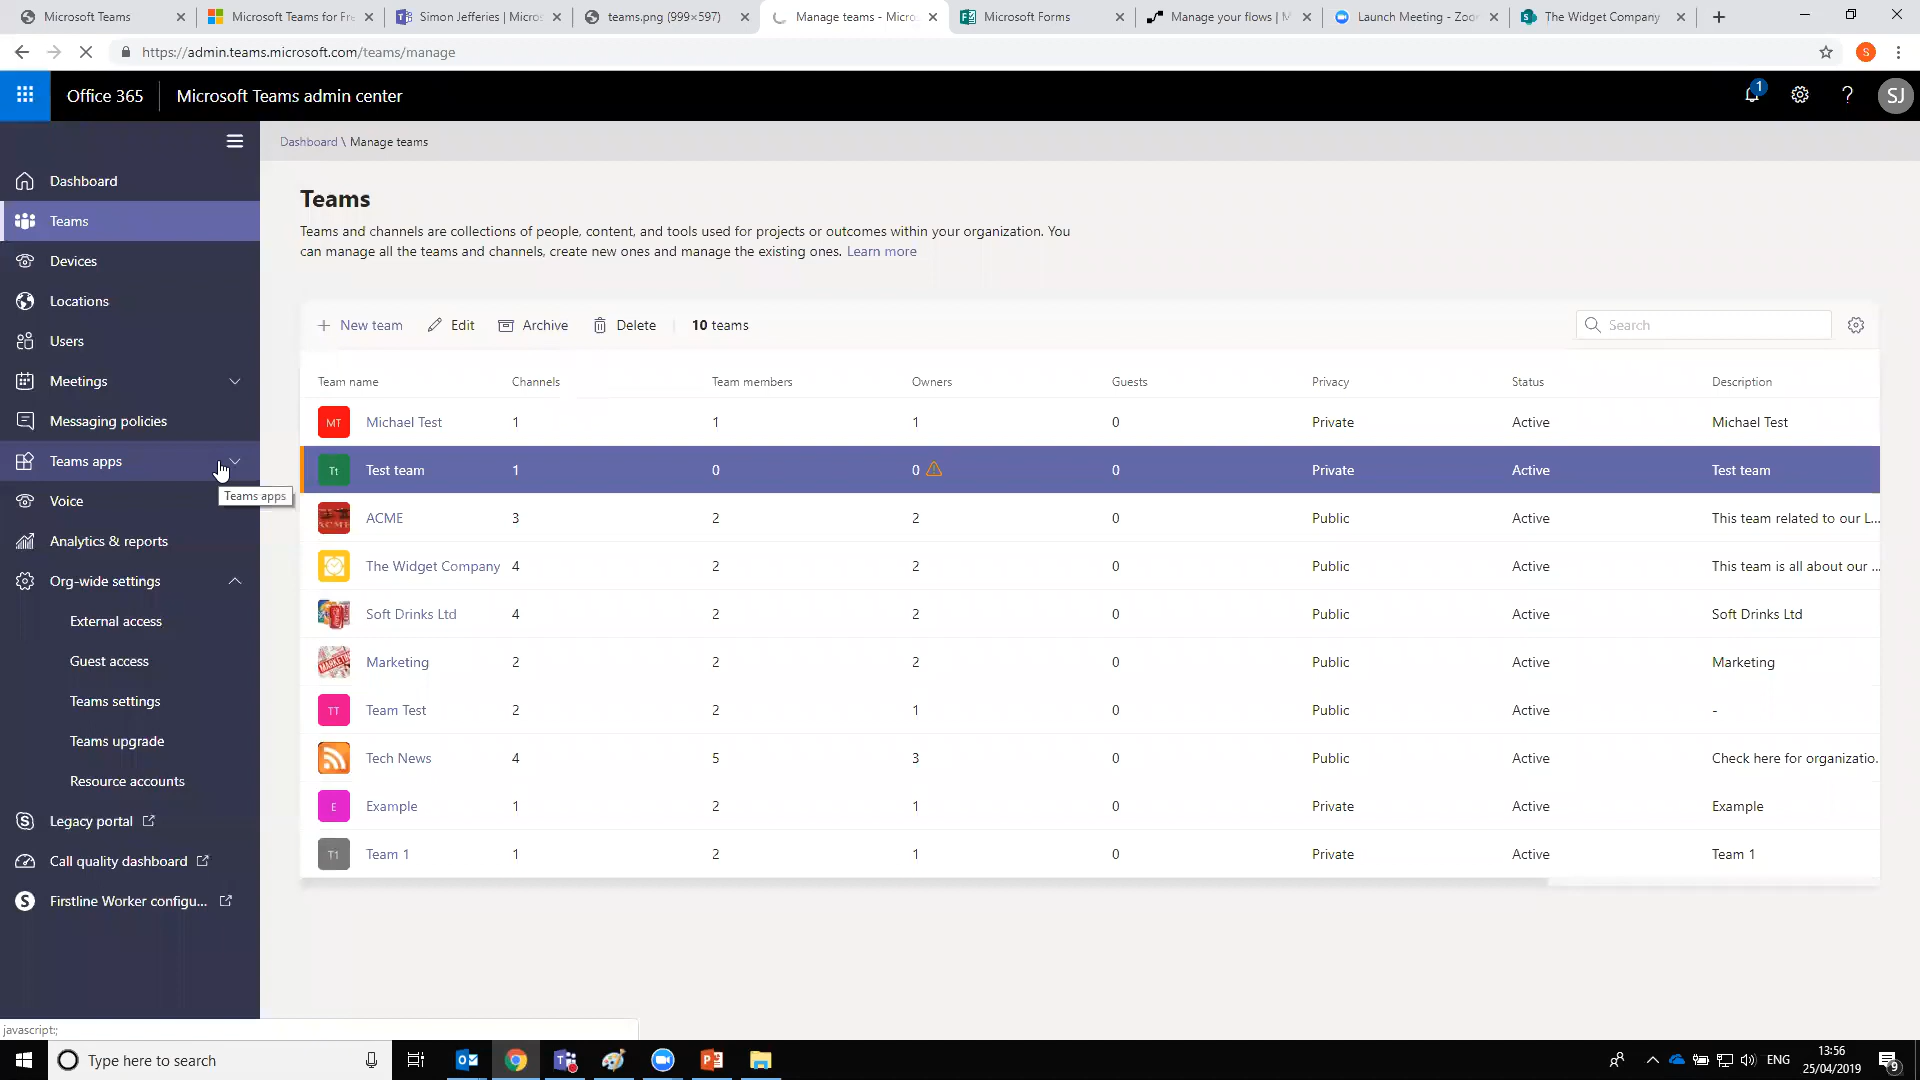 Microsoft Teams
Microsoft Teams for Fre
Simon Jefferies | Micros
teams.png (999×597)
Manage teams - Micro
Microsoft Forms
Manage your flows | M
Launch Meeting - Zoo
The Widget Company
https://admin.teams.microsoft.com/teams/manage
S
Office 365
Microsoft Teams admin center
1
SJ
Dashboard \ Manage teams
Dashboard
Teams
Devices
Locations
Users
Meetings
Messaging policies
Teams apps
Teams apps
Voice
Analytics & reports
Org-wide settings
External access
Guest access
Teams settings
Teams upgrade
Resource accounts
Legacy portal
Call quality dashboard
Firstline Worker configu...
Teams
Teams and channels are collections of people, content, and tools used for projects or outcomes within your organization. You
can manage all the teams and channels, create new ones and manage the existing ones. Learn more
New team Edit Archive Delete 10 teams Search
Team name Channels Team members Owners Guests Privacy Status Description
MT Michael Test 1 1 1 0 Private Active Michael Test
Tt Test team 1 0 0 0 Private Active Test team
ACME ACME 3 2 2 0 Public Active This team related to our L...
The Widget Company 4 2 2 0 Public Active This team is all about our ...
Soft Drinks Ltd 4 2 2 0 Public Active Soft Drinks Ltd
Marketing 2 2 2 0 Public Active Marketing
TT Team Test 2 2 1 0 Public Active -
Tech News 4 5 3 0 Public Active Check here for organizatio.
E Example 1 2 1 0 Private Active Example
T1 Team 1 1 2 1 0 Private Active Team 1
javascript:;
Type here to search
ENG
13:56
25/04/2019
9